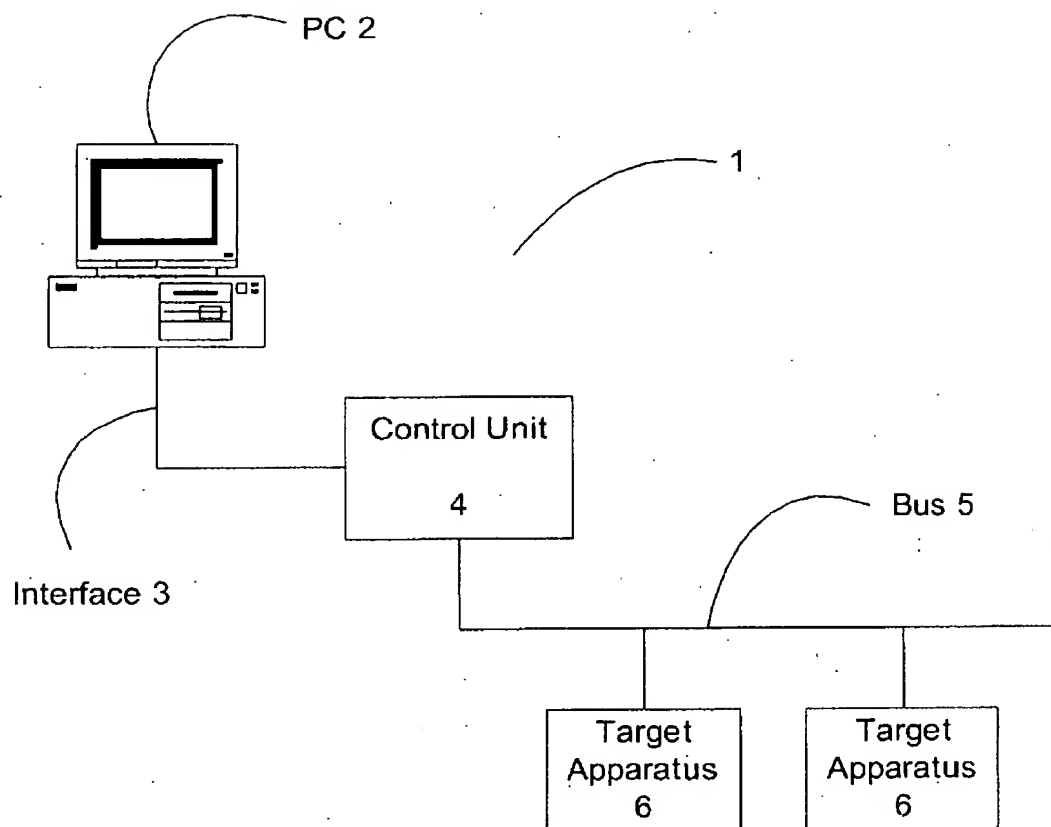 PC 2
1
Control Unit
4
Bus 5
Interface 3
Target
Apparatus
6
Target
Apparatus
6